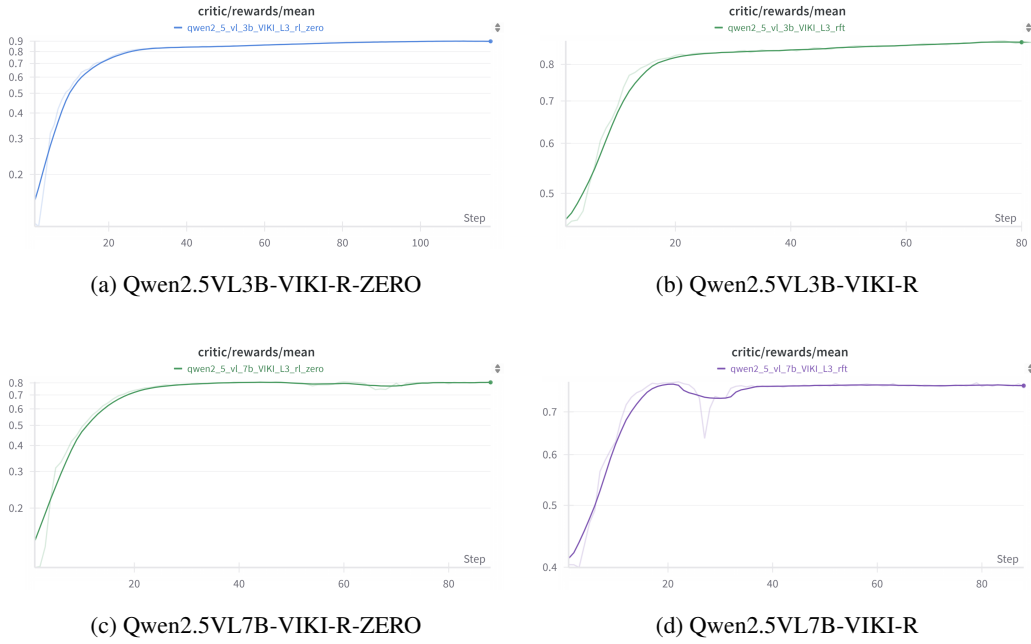 critic/rewards/mean
qwen2_5_vl_3b_VIKI_L3_rl_zero
0.9
0.8
0.7
0.6
0.5
0.4
0.3
0.2
Step
20
40
60
80
100
(a) Qwen2.5VL3B-VIKI-R-ZERO
critic/rewards/mean
qwen2_5_vl_3b_VIKI_L3_rft
0.8
0.7
0.6
0.5
Step
20
40
60
80
(b) Qwen2.5VL3B-VIKI-R
critic/rewards/mean
qwen2_5_vl_7b_VIKI_L3_rl_zero
0.8
0.7
0.6
0.5
0.4
0.3
0.2
Step
20
40
60
80
(c) Qwen2.5VL7B-VIKI-R-ZERO
critic/rewards/mean
qwen2_5_vl_7b_VIKI_L3_rft
0.7
0.6
0.5
0.4
Step
20
40
60
80
(d) Qwen2.5VL7B-VIKI-R